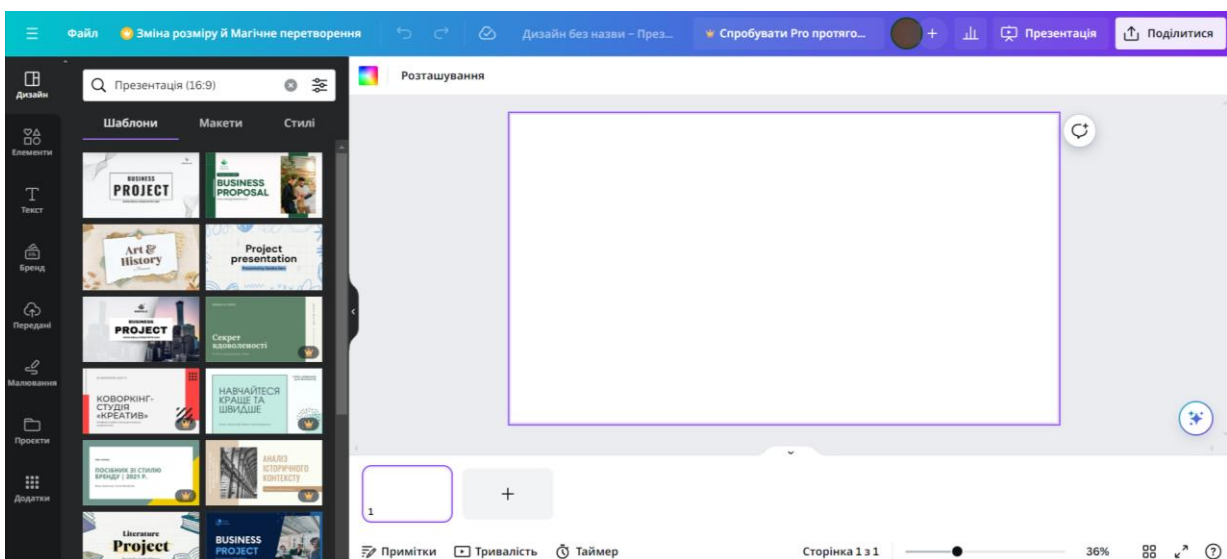 Файл
Зміна розміру й Магічне перетворення
Дизайн без назви – През...
Спробувати Pro протяго...
Презентація
Поділитися
Дизайн
Елементи
Текст
Бренд
Передані
Малювання
Проєкти
Додатки
Презентація (16:9)
Шаблони Макети Стилі
BUSINESS
PROJECT
BUSINESS
PROPOSAL
Art &
History
Project
presentation
BUSINESS
PROJECT
Секрет
вдоволеності
КОВОРКІНГ-
СТУДІЯ
«КРЕАТИВ»
НАВЧАЙТЕСЯ
КРАЩЕ ТА
ШВИДШЕ
ПОСІБНИК ЗІ СТИЛЮ
БРЕНДУ | 2021 Р.
АНАЛІЗ
ІСТОРИЧНОГО
КОНТЕКСТУ
Literature
Project
BUSINESS
PROJECT
Розташування
1
Примітки Тривалість Таймер
Сторінка 1 з 1 36%